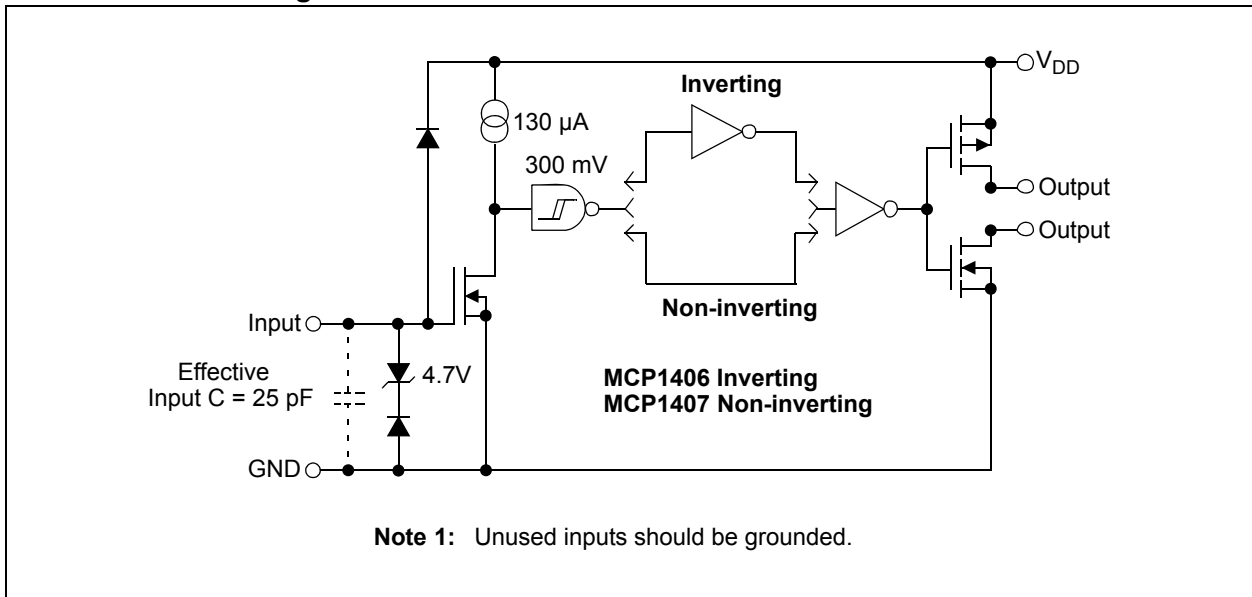 V_DD
Inverting
130 µA
300 mV
Output
Output
Non-inverting
Input
Effective
Input C = 25 pF
4.7V
MCP1406 Inverting
MCP1407 Non-inverting
GND
Note 1: Unused inputs should be grounded.